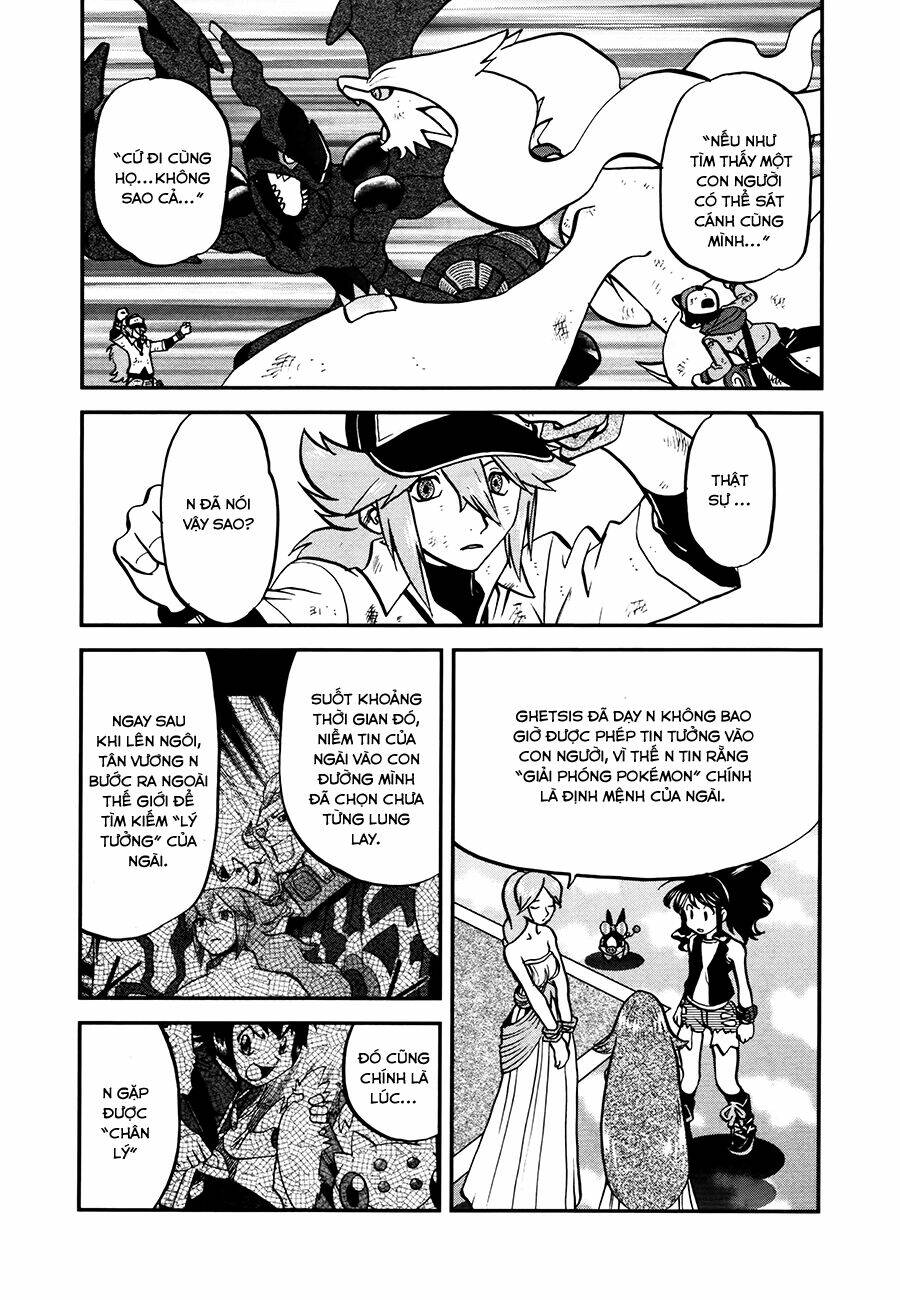 "NẾU NHƯ
TÌM THẤY MỘT
CON NGƯỜI
CÓ THỂ SÁT
CÁNH CÙNG
MÌNH..."
"CỨ ĐI CÙNG
HỌ...KHÔNG
SAO CẢ..."
THẬT
SỰ ...
N ĐÃ NÓI
VẬY SAO?
GHETSIS ĐÃ DẠY N KHÔNG BAO
GIỜ ĐƯỢC PHÉP TIN TƯỞNG VÀO
CON NGƯỜI, VÌ THẾ N TIN RẰNG
"GIẢI PHÓNG POKÉMON" CHÍNH
LÀ ĐỊNH MỆNH CỦA NGÀI.
SUỐT KHOẢNG
THỜI GIAN ĐÓ,
NIỀM TIN CỦA
NGÀI VÀO CON
ĐƯỜNG MÌNH
ĐÃ CHỌN CHƯA
TỪNG LUNG
LAY.
NGAY SAU
KHI LÊN NGÔI,
TÂN VƯƠNG N
BƯỚC RA NGOÀI
THẾ GIỚI ĐỂ
TÌM KIẾM "LÝ
TƯỞNG" CỦA
NGÀI.
ĐÓ CŨNG
CHÍNH LÀ
LÚC...
N GẶP
ĐƯỢC
"CHÂN
LÝ"